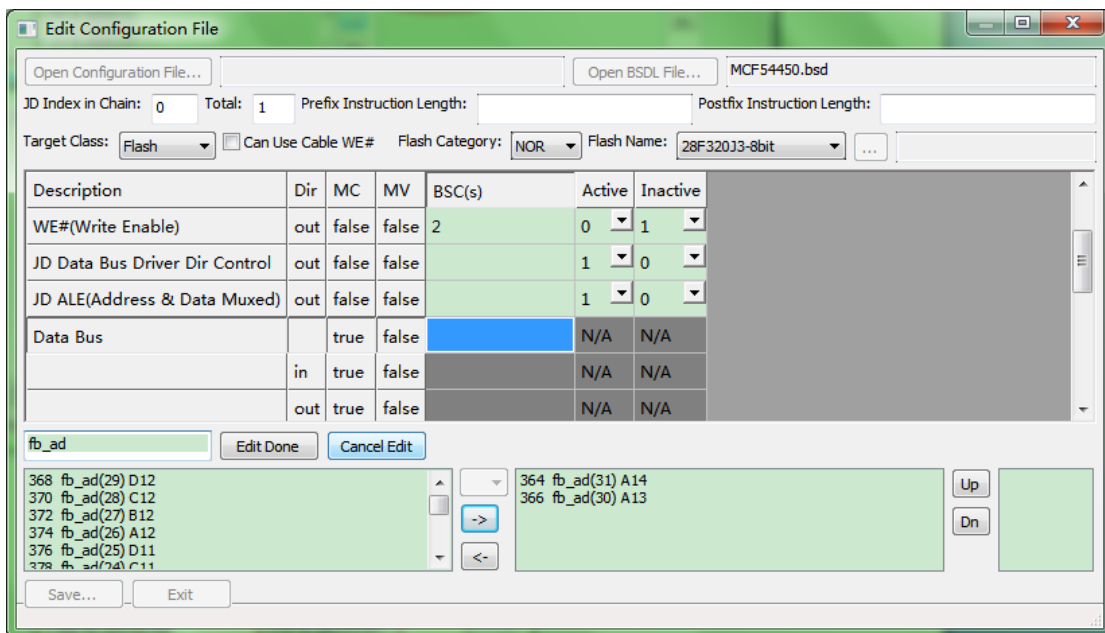 Edit Configuration File
Open Configuration File... Open BSDL File... MCF54450.bsd
JD Index in Chain: 0 Total: 1 Prefix Instruction Length: Postfix Instruction Length:
Target Class: Flash Can Use Cable WE# Flash Category: NOR Flash Name: 28F320J3-8bit ...
Description Dir MC MV BSC(s) Active Inactive
WE#(Write Enable) out false false 2 0 1
JD Data Bus Driver Dir Control out false false 1 0
JD ALE(Address & Data Muxed) out false false 1 0
Data Bus true false N/A N/A
in true false N/A N/A
out true false N/A N/A
fb_ad Edit Done Cancel Edit
368 fb_ad(29) D12 364 fb_ad(31) A14 Up
370 fb_ad(28) C12 366 fb_ad(30) A13
372 fb_ad(27) B12 -> Dn
374 fb_ad(26) A12
376 fb_ad(25) D11 <-
378 fb_ad(24) C11
Save... Exit